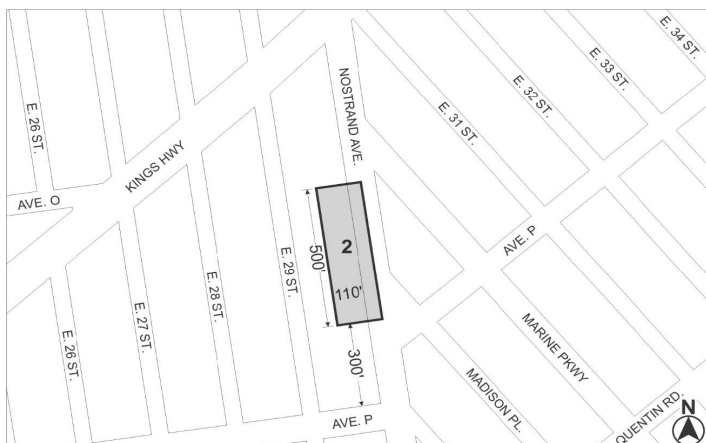 E. 34 ST.
E. 33 ST.
E. 32 ST.
E. 31 ST.
NOSTRAND AVE.
E. 26 ST.
KINGS HWY
AVE. O
AVE. P
2
500'
110'
E. 29 ST.
E. 28 ST.
E. 27 ST.
E. 26 ST.
300'
MARINE PKWY
MADISON PL.
QUENTIN RD.
N
AVE. P